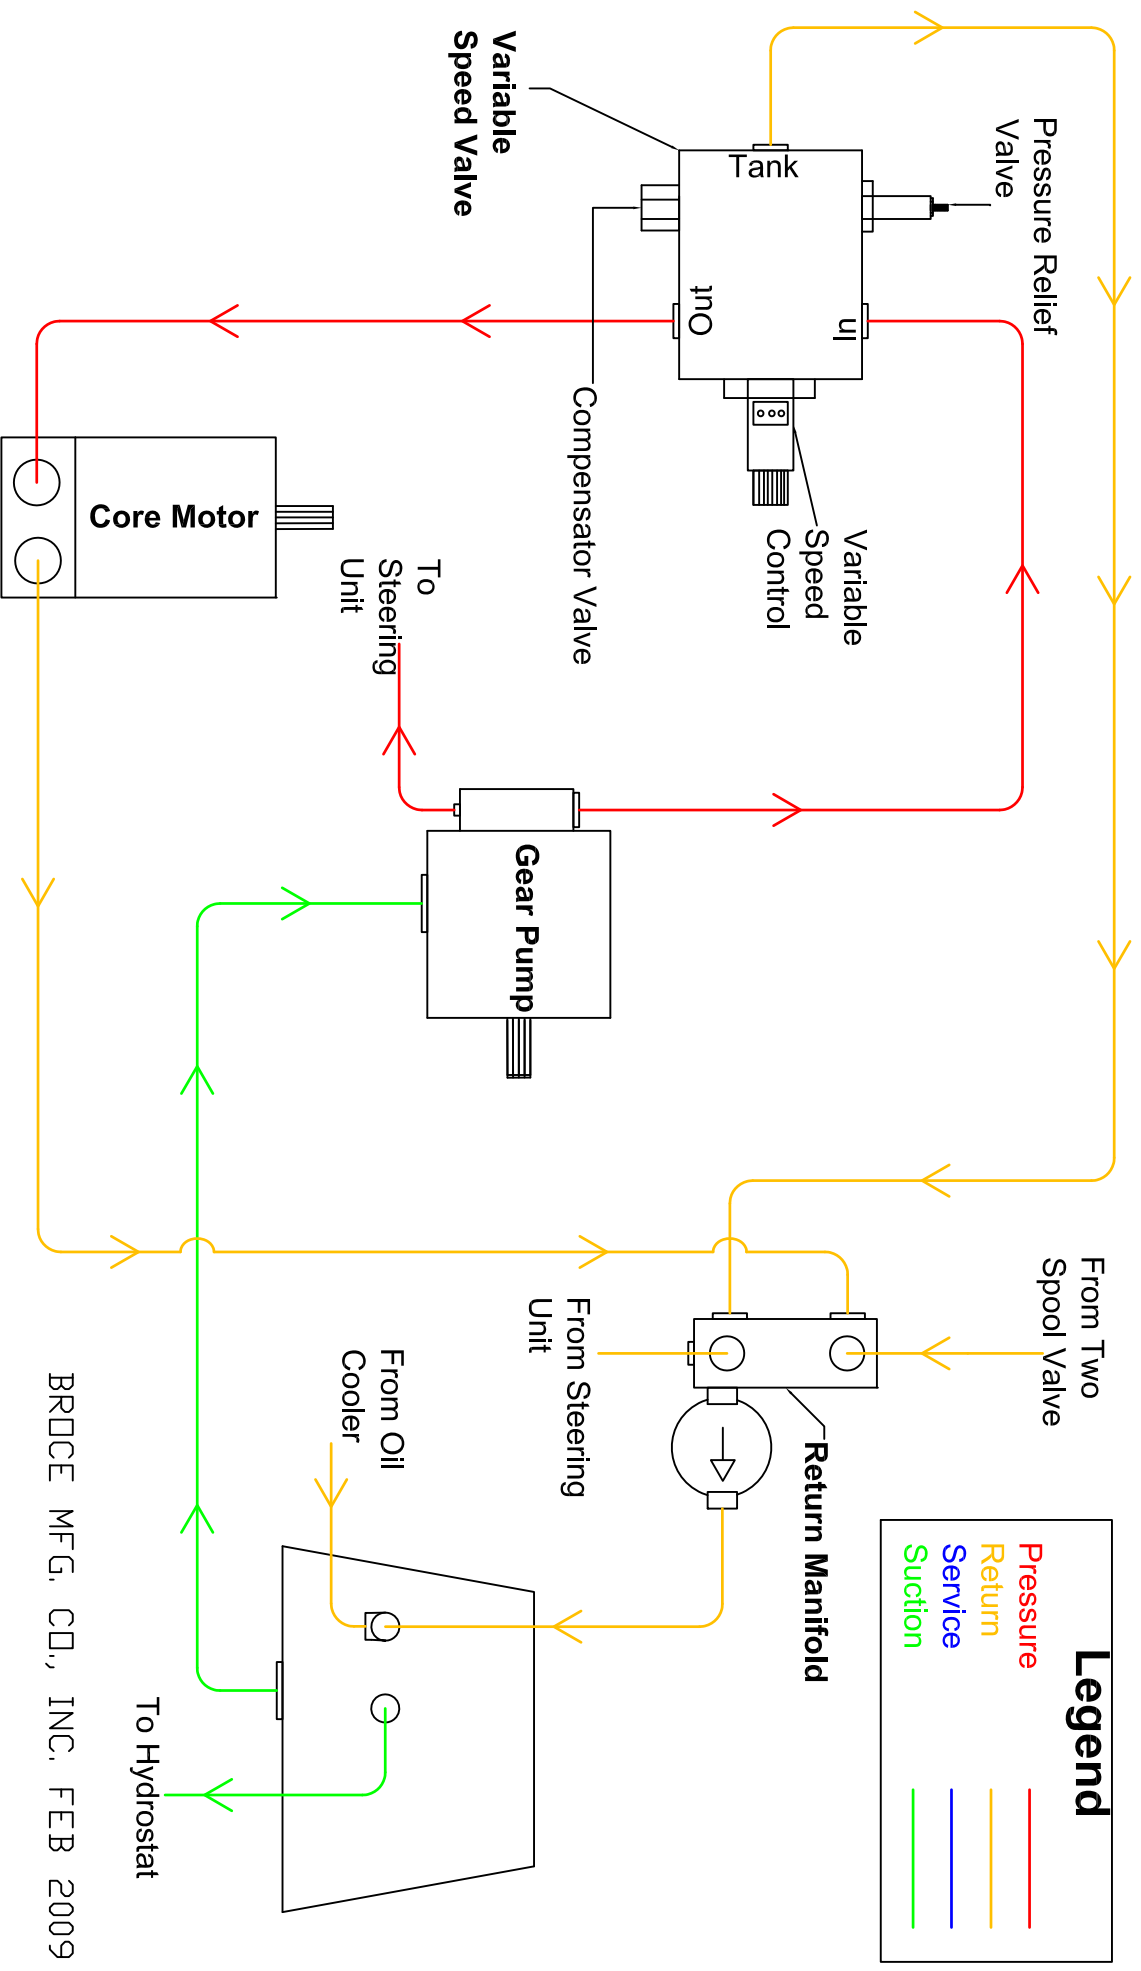 Legend
Pressure
Return
Service
Suction
Pressure Relief
Valve
Tank
In
Out
Variable
Speed Valve
Compensator Valve
Variable
Speed
Control
Core Motor
To
Steering
Unit
Gear Pump
From Two
Spool Valve
From Steering
Unit
Return Manifold
From Oil
Cooler
To Hydrostat
BROCE MFG. CO., INC. FEB 2009